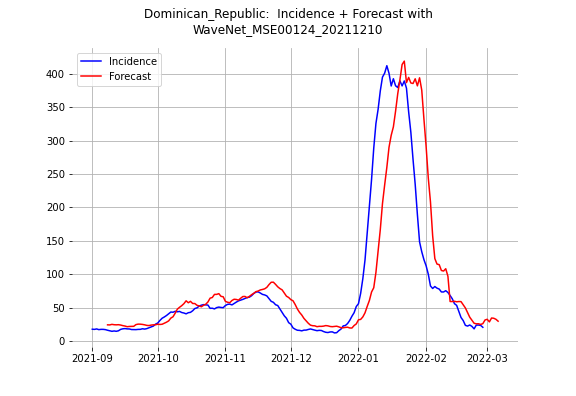 Dominican_Republic:  Incidence + Forecast with
WaveNet_MSE00124_20211210
Incidence
Forecast
400
350
300
250
200
150
100
50
0
2021-09 2021-10 2021-11 2021-12 2022-01 2022-02 2022-03